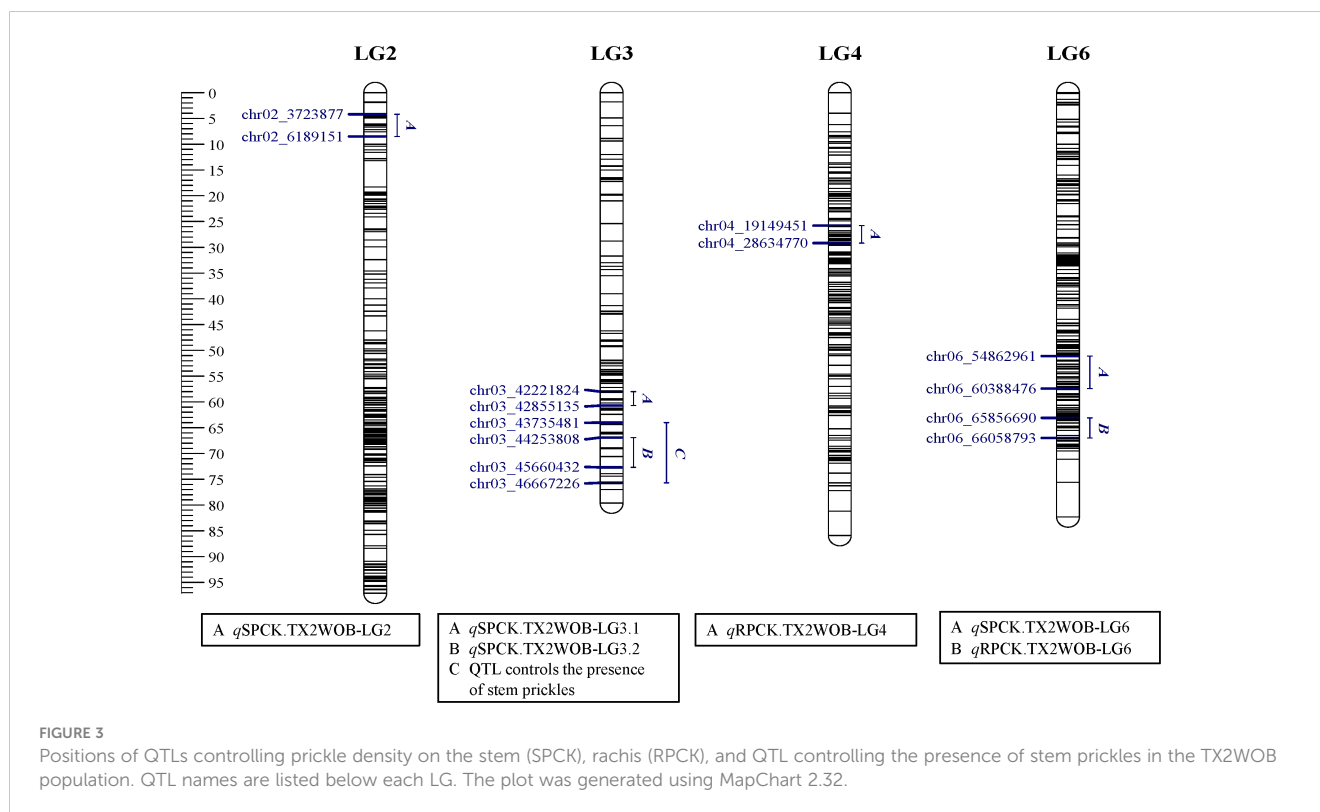 LG2 LG3 LG4 LG6
0
5
10
15
20
25
30
35
40
45
50
55
60
65
70
75
80
85
90
95
chr02_3723877
chr02_6189151
A
chr03_42221824
chr03_42855135
chr03_43735481
chr03_44253808
chr03_45660432
chr03_46667226
A
B
C
chr04_19149451
chr04_28634770
A
chr06_54862961
chr06_60388476
chr06_65856690
chr06_66058793
A
B
A qSPCK.TX2WOB-LG2
A qSPCK.TX2WOB-LG3.1
B qSPCK.TX2WOB-LG3.2
C QTL controls the presence
of stem prickles
A qRPCK.TX2WOB-LG4
A qSPCK.TX2WOB-LG6
B qRPCK.TX2WOB-LG6
FIGURE 3
Positions of QTLs controlling prickle density on the stem (SPCK), rachis (RPCK), and QTL controlling the presence of stem prickles in the TX2WOB
population. QTL names are listed below each LG. The plot was generated using MapChart 2.32.